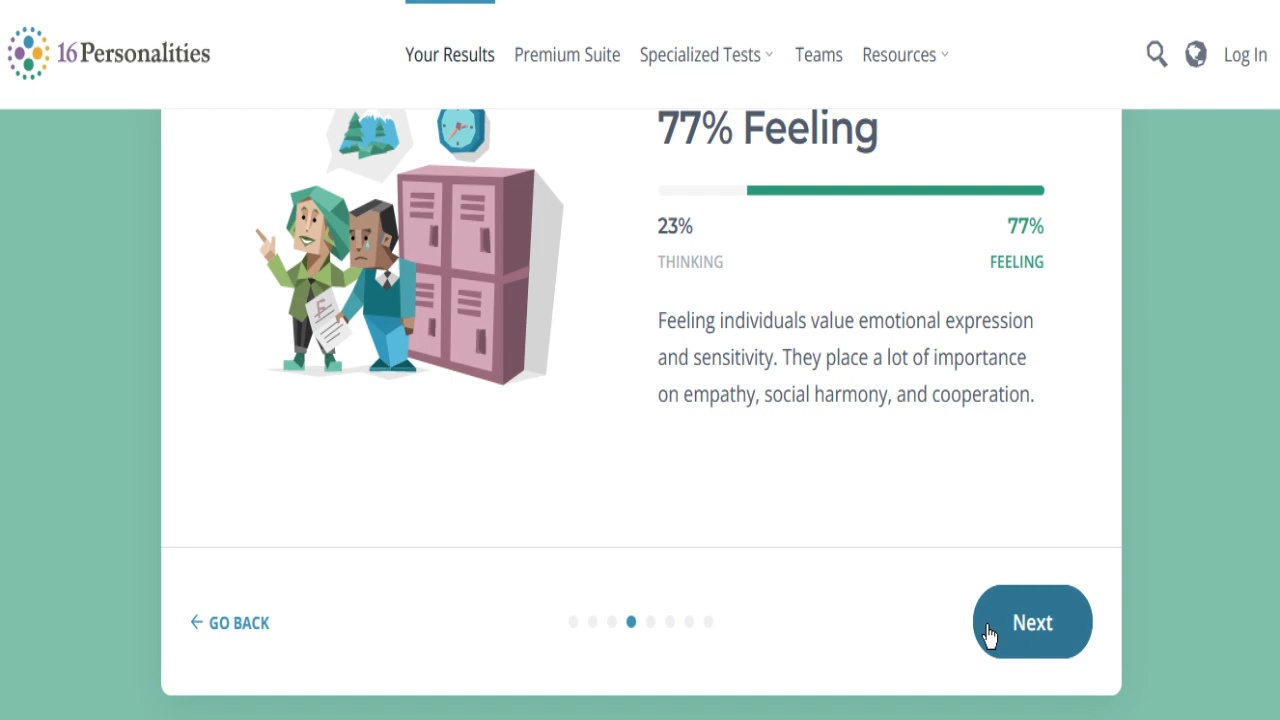 16Personalities
Your Results Premium Suite Specialized Tests Teams Resources Log In
77% Feeling
23% 77%
THINKING FEELING
Feeling individuals value emotional expression
and sensitivity. They place a lot of importance
on empathy, social harmony, and cooperation.
F
← GO BACK
Next